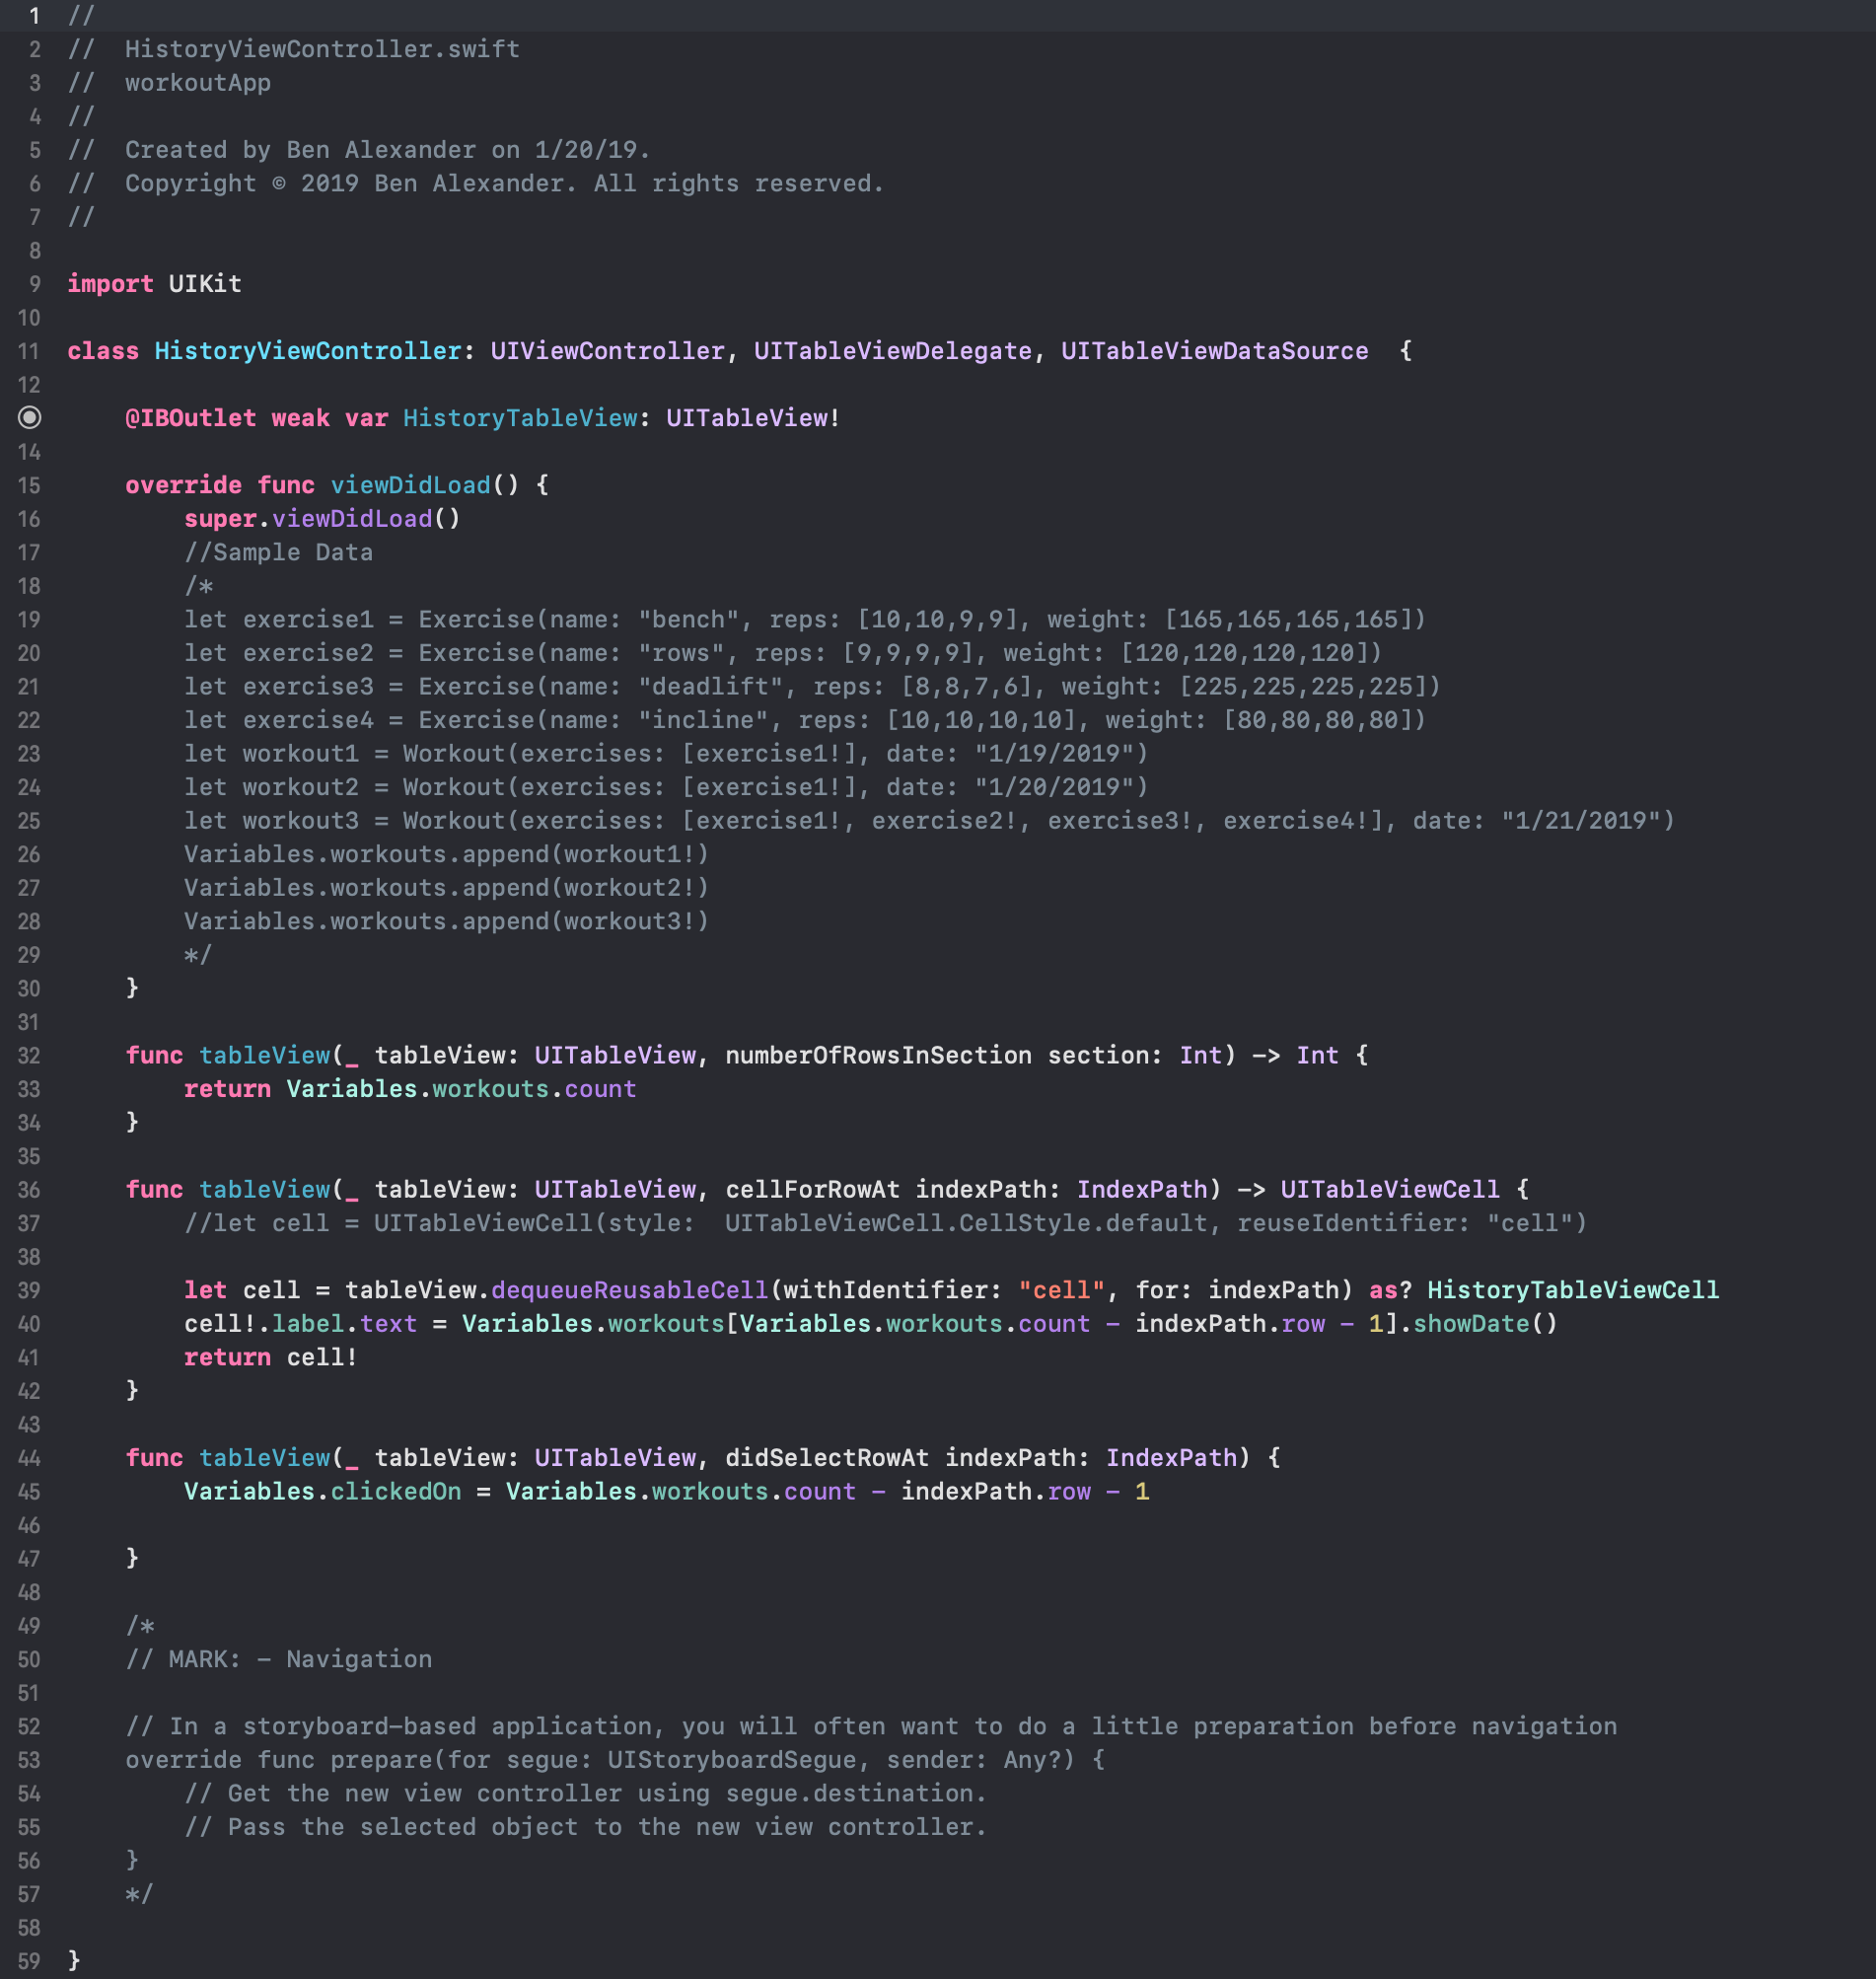 1 //
2 //  HistoryViewController.swift
3 //  workoutApp
4 //
5 //  Created by Ben Alexander on 1/20/19.
6 //  Copyright © 2019 Ben Alexander. All rights reserved.
7 //
8
9 import UIKit
10
11 class HistoryViewController: UIViewController, UITableViewDelegate, UITableViewDataSource  {
12
    @IBOutlet weak var HistoryTableView: UITableView!
14
15     override func viewDidLoad() {
16         super.viewDidLoad()
17         //Sample Data
18         /*
19         let exercise1 = Exercise(name: "bench", reps: [10,10,9,9], weight: [165,165,165,165])
20         let exercise2 = Exercise(name: "rows", reps: [9,9,9,9], weight: [120,120,120,120])
21         let exercise3 = Exercise(name: "deadlift", reps: [8,8,7,6], weight: [225,225,225,225])
22         let exercise4 = Exercise(name: "incline", reps: [10,10,10,10], weight: [80,80,80,80])
23         let workout1 = Workout(exercises: [exercise1!], date: "1/19/2019")
24         let workout2 = Workout(exercises: [exercise1!], date: "1/20/2019")
25         let workout3 = Workout(exercises: [exercise1!, exercise2!, exercise3!, exercise4!], date: "1/21/2019")
26         Variables.workouts.append(workout1!)
27         Variables.workouts.append(workout2!)
28         Variables.workouts.append(workout3!)
29         */
30     }
31
32     func tableView(_ tableView: UITableView, numberOfRowsInSection section: Int) -> Int {
33         return Variables.workouts.count
34     }
35
36     func tableView(_ tableView: UITableView, cellForRowAt indexPath: IndexPath) -> UITableViewCell {
37         //let cell = UITableViewCell(style:  UITableViewCell.CellStyle.default, reuseIdentifier: "cell")
38
39         let cell = tableView.dequeueReusableCell(withIdentifier: "cell", for: indexPath) as? HistoryTableViewCell
40         cell!.label.text = Variables.workouts[Variables.workouts.count - indexPath.row - 1].showDate()
41         return cell!
42     }
43
44     func tableView(_ tableView: UITableView, didSelectRowAt indexPath: IndexPath) {
45         Variables.clickedOn = Variables.workouts.count - indexPath.row - 1
46
47     }
48
49     /*
50     // MARK: - Navigation
51
52     // In a storyboard-based application, you will often want to do a little preparation before navigation
53     override func prepare(for segue: UIStoryboardSegue, sender: Any?) {
54         // Get the new view controller using segue.destination.
55         // Pass the selected object to the new view controller.
56     }
57     */
58
59 }